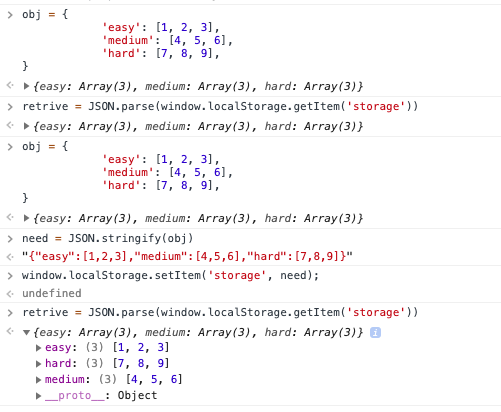 obj = {
'easy': [1, 2, 3],
'medium': [4, 5, 6],
'hard': [7, 8, 9],
}
{easy: Array(3), medium: Array(3), hard: Array(3)}
retrive = JSON.parse(window.localStorage.getItem('storage'))
{easy: Array(3), medium: Array(3), hard: Array(3)}
obj = {
'easy': [1, 2, 3],
'medium': [4, 5, 6],
'hard': [7, 8, 9],
}
{easy: Array(3), medium: Array(3), hard: Array(3)}
need = JSON.stringify(obj)
"{"easy":[1,2,3],"medium":[4,5,6],"hard":[7,8,9]}"
window.localStorage.setItem('storage', need);
undefined
retrive = JSON.parse(window.localStorage.getItem('storage'))
{easy: Array(3), medium: Array(3), hard: Array(3)} i
easy: (3) [1, 2, 3]
hard: (3) [7, 8, 9]
medium: (3) [4, 5, 6]
__proto__: Object